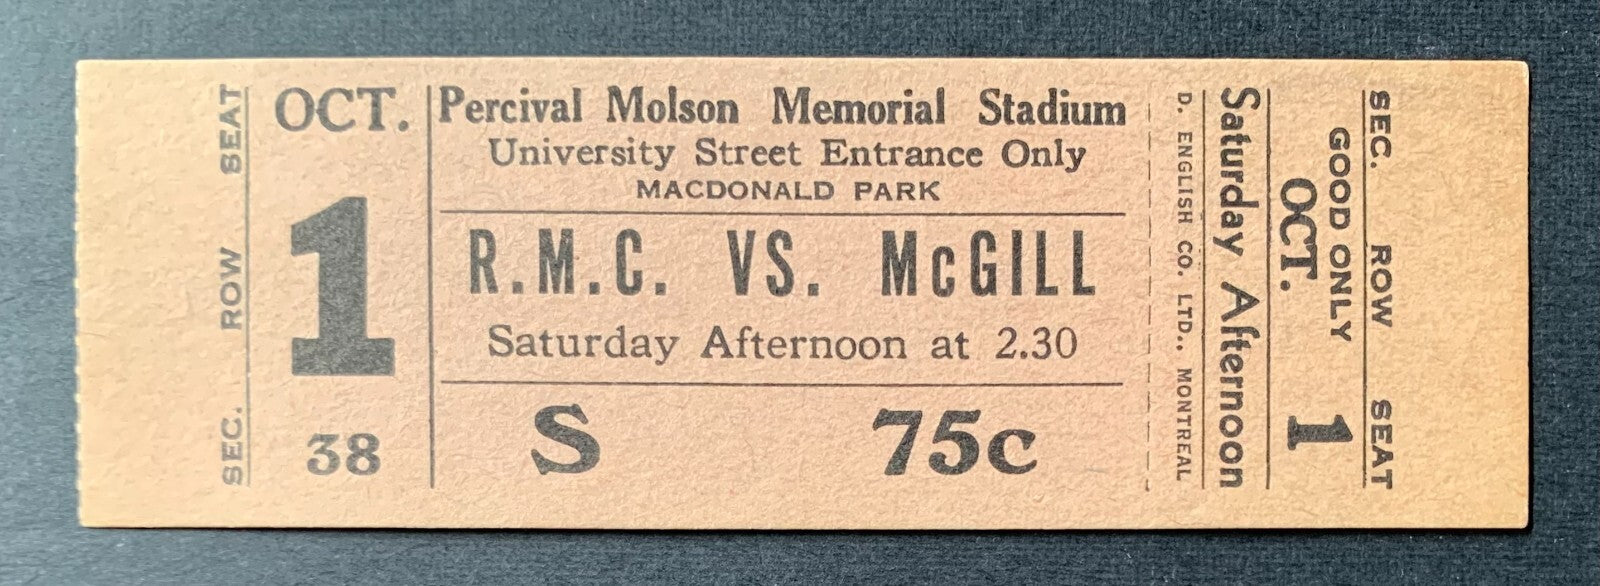 SEC. ROW SEAT
OCT.
1
38
Percival Molson Memorial Stadium
University Street Entrance Only
MACDONALD PARK
R.M.C. VS. McGILL
Saturday Afternoon at 2.30
S 75c
D. ENGLISH CO. LTD., MONTREAL
Saturday Afternoon
OCT. 1
GOOD ONLY
SEC. ROW SEAT